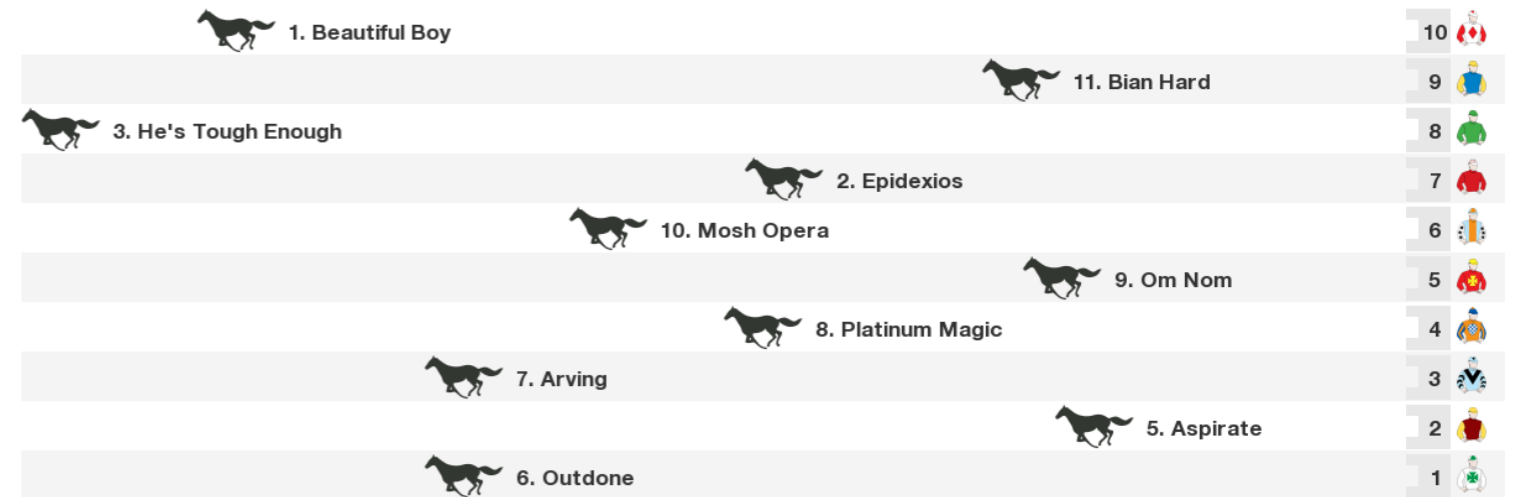 1. Beautiful Boy 10
11. Bian Hard 9
3. He's Tough Enough 8
2. Epidexios 7
10. Mosh Opera 6
9. Om Nom 5
8. Platinum Magic 4
7. Arving 3
5. Aspirate 2
6. Outdone 1